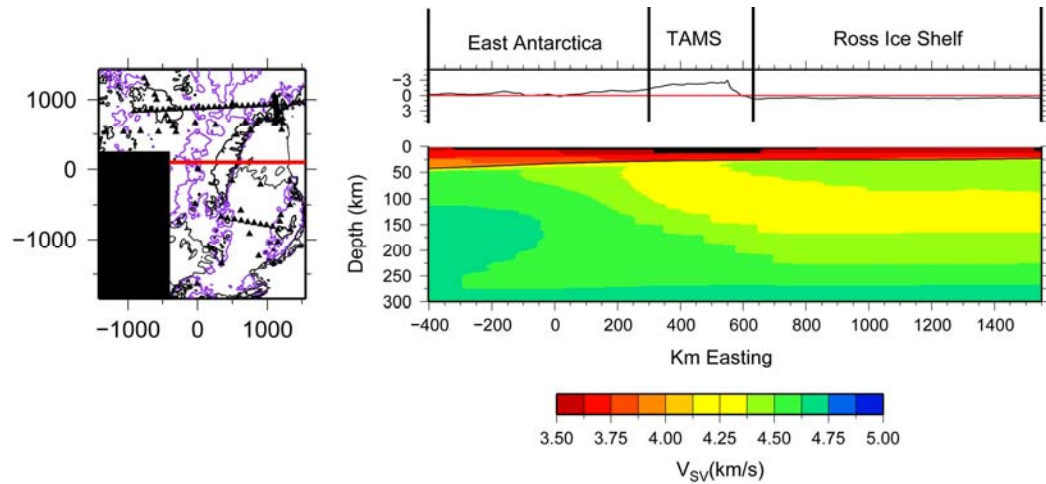 East Antarctica TAMS Ross Ice Shelf
−3
0
3
1000
0
−1000
−1000 0 1000
0
50
100
150
200
250
300
Depth (km)
−400 −200 0 200 400 600 800 1000 1200 1400
Km Easting
3.50 3.75 4.00 4.25 4.50 4.75 5.00
VSV(km/s)